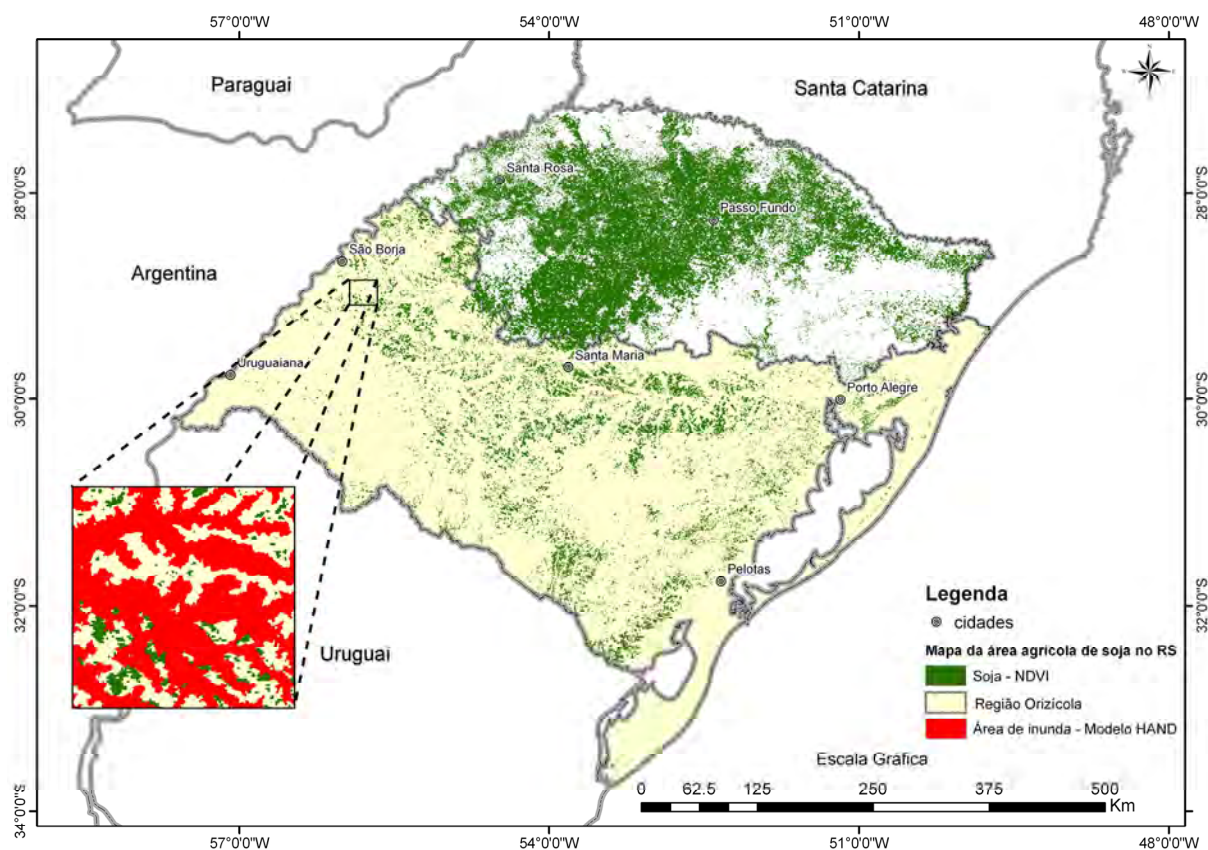 57°0'0"W 54°0'0"W 51°0'0"W 48°0'0"W
Paraguai
Santa Catarina
28°0'0"S
28°0'0"S
Santa Rosa
Passo Fundo
São Borja
Argentina
Santa Maria
Uruguaiana
Porto Alegre
30°0'0"S
30°0'0"S
Pelotas
32°0'0"S
32°0'0"S
Uruguai
Legenda
cidades
Mapa da área agrícola de soja no RS
Soja - NDVI
Região Orizícola
Área de inunda - Modelo HAND
Escala Gráfica
0 62.5 125 250 375 500
Km
34°0'0"S
34°0'0"S
57°0'0"W 54°0'0"W 51°0'0"W 48°0'0"W